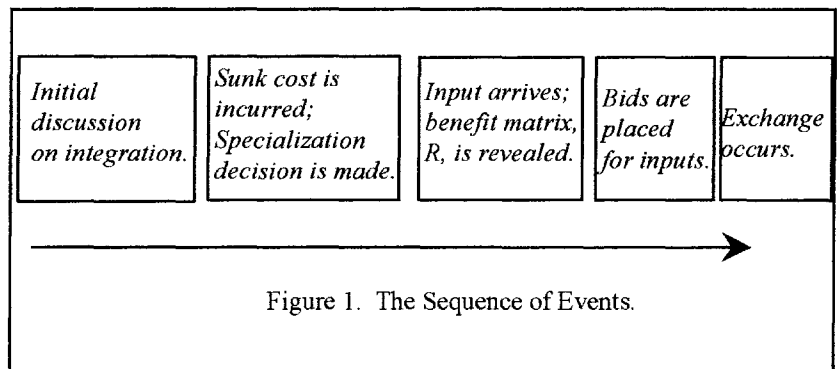 Initial
discussion
on integration.
Sunk cost is
incurred;
Specialization
decision is made.
Input arrives;
benefit matrix,
R, is revealed.
Bids are
placed
for inputs.
Exchange
occurs.
Figure 1. The Sequence of Events.